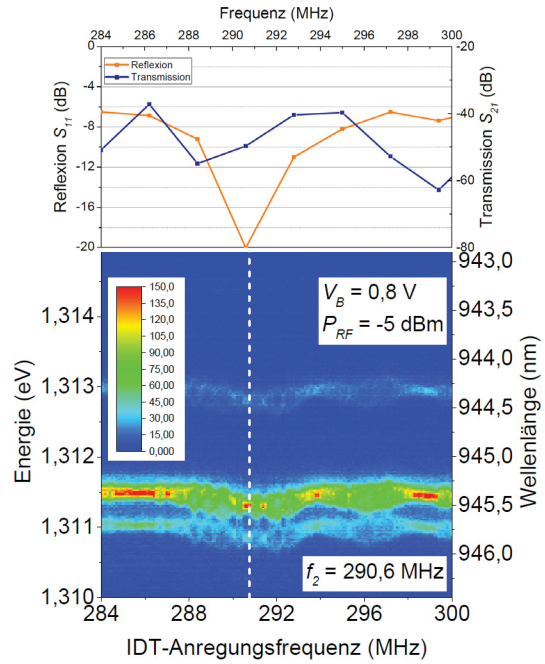 Frequenz (MHz)
284 286 288 290 292 294 296 298 300
0
-4
-8
-12
-16
-20
Reflexion S11 (dB)
Reflexion
Transmission
-20
-40
-60
-80
Transmission S21 (dB)
150,0
135,0
120,0
105,0
90,00
75,00
60,00
45,00
30,00
15,00
0,000
VB = 0,8 V
PRF = -5 dBm
f2 = 290,6 MHz
1,314
1,313
1,312
1,311
1,310
Energie (eV)
943,0
943,5
944,0
944,5
945,0
945,5
946,0
Wellenlänge (nm)
284 288 292 296 300
IDT-Anregungsfrequenz (MHz)